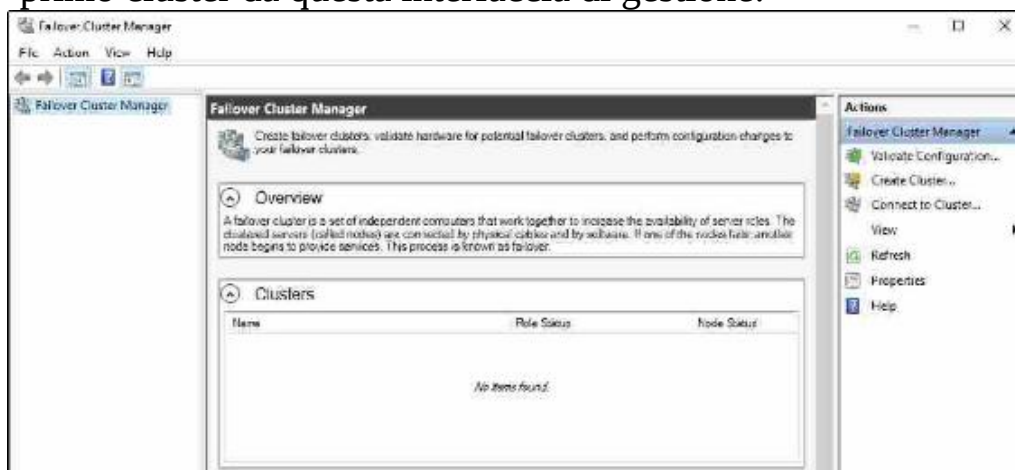 primo cluster da questa interfaccia di gestione.
Failover Cluster Manager
File Action View Help
Failover Cluster Manager
Failover Cluster Manager
Create failover clusters, validate hardware for potential failover clusters, and perform configuration changes to
your failover clusters.
Overview
A failover cluster is a set of independent computers that work together to increase the availability of server roles. The
clustered servers (called nodes) are connected by physical cables and by software. If one of the nodes fails, another
node begins to provide services. This process is known as failover.
Clusters
Name Role Status Node Status
No items found.
Actions
Failover Cluster Manager
Validate Configuration...
Create Cluster...
Connect to Cluster...
View
Refresh
Properties
Help